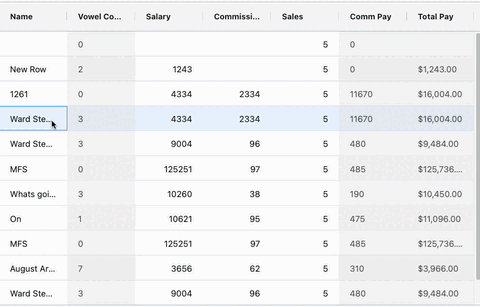 Name Vowel Co... Salary Commissi... Sales Comm Pay Total Pay
0 5 0
New Row 2 1243 5 0 $1,243.00
1261 0 4334 2334 5 11670 $16,004.00
Ward Ste... 3 4334 2334 5 11670 $16,004.00
Ward Ste... 3 9004 96 5 480 $9,484.00
MFS 0 125251 97 5 485 $125,736....
Whats goi... 3 10260 38 5 190 $10,450.00
On 1 10621 95 5 475 $11,096.00
MFS 0 125251 97 5 485 $125,736....
August Ar... 7 3656 62 5 310 $3,966.00
Ward Ste... 3 9004 96 5 480 $9,484.00